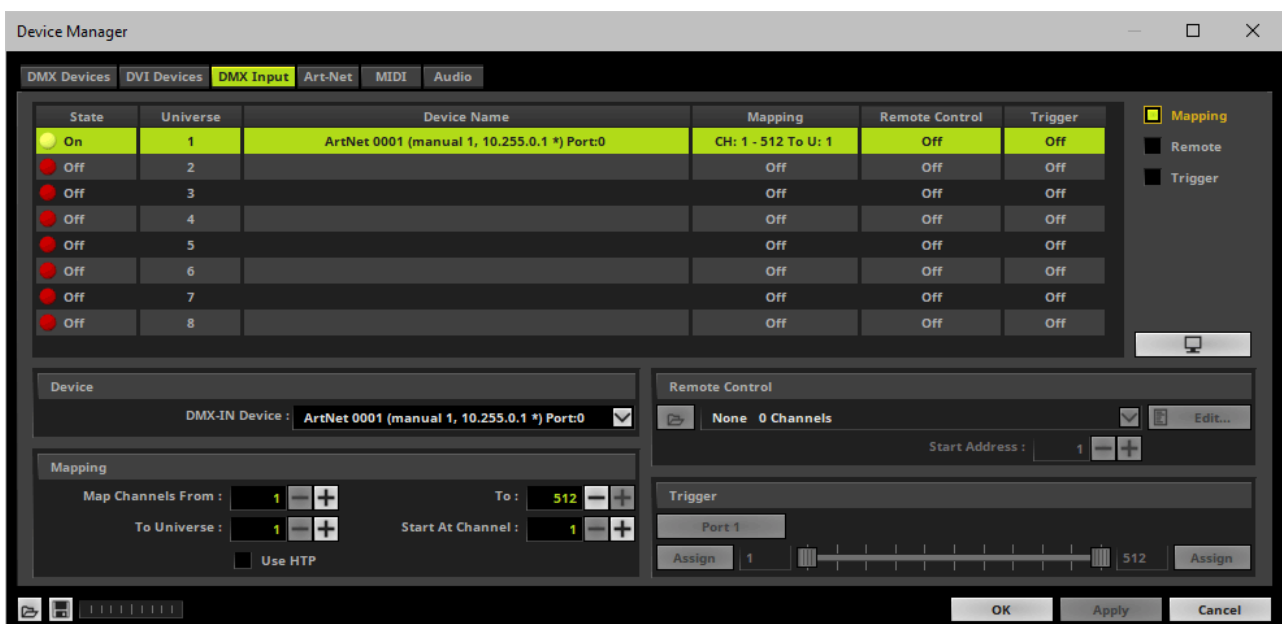 Device Manager
DMX Devices DVI Devices DMX Input Art-Net MIDI Audio
State Universe Device Name Mapping Remote Control Trigger
On 1 ArtNet 0001 (manual 1, 10.255.0.1 *) Port:0 CH: 1 - 512 To U: 1 Off Off
Off 2 Off Off Off
Off 3 Off Off Off
Off 4 Off Off Off
Off 5 Off Off Off
Off 6 Off Off Off
Off 7 Off Off Off
Off 8 Off Off Off
Mapping
Remote
Trigger
Device
DMX-IN Device : ArtNet 0001 (manual 1, 10.255.0.1 *) Port:0
Mapping
Map Channels From : 1 To : 512
To Universe : 1 Start At Channel : 1
Use HTP
Remote Control
None 0 Channels Edit...
Start Address : 1
Trigger
Port 1
Assign 1 512 Assign
OK Apply Cancel